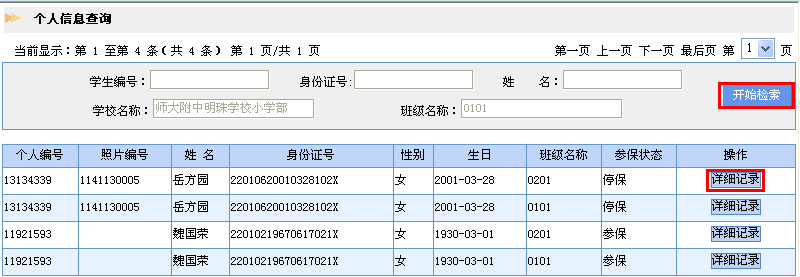 个人信息查询
当前显示：第 1 至第 4 条（共 4 条） 第 1 页/共 1 页 第一页 上一页 下一页 最后页 第 1 页
学生编号： 身份证号： 姓 名：
学校名称： 师大附中明珠学校小学部 班级名称： 0101 开始检索
个人编号 照片编号 姓 名 身份证号 性别 生日 班级名称 参保状态 操作
13134339 1141130005 岳方园 22010620010328102X 女 2001-03-28 0201 停保 详细记录
13134339 1141130005 岳方园 22010620010328102X 女 2001-03-28 0101 停保 详细记录
11921593 魏国荣 22010219670617021X 女 1930-03-01 0201 参保 详细记录
11921593 魏国荣 22010219670617021X 女 1930-03-01 0101 参保 详细记录